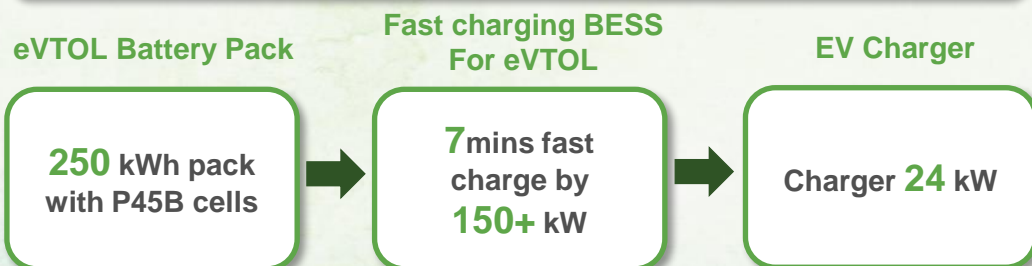 eVTOL Battery Pack
250 kWh pack
with P45B cells
Fast charging BESS
For eVTOL
7mins fast
charge by
150+ kW
EV Charger
Charger 24 kW